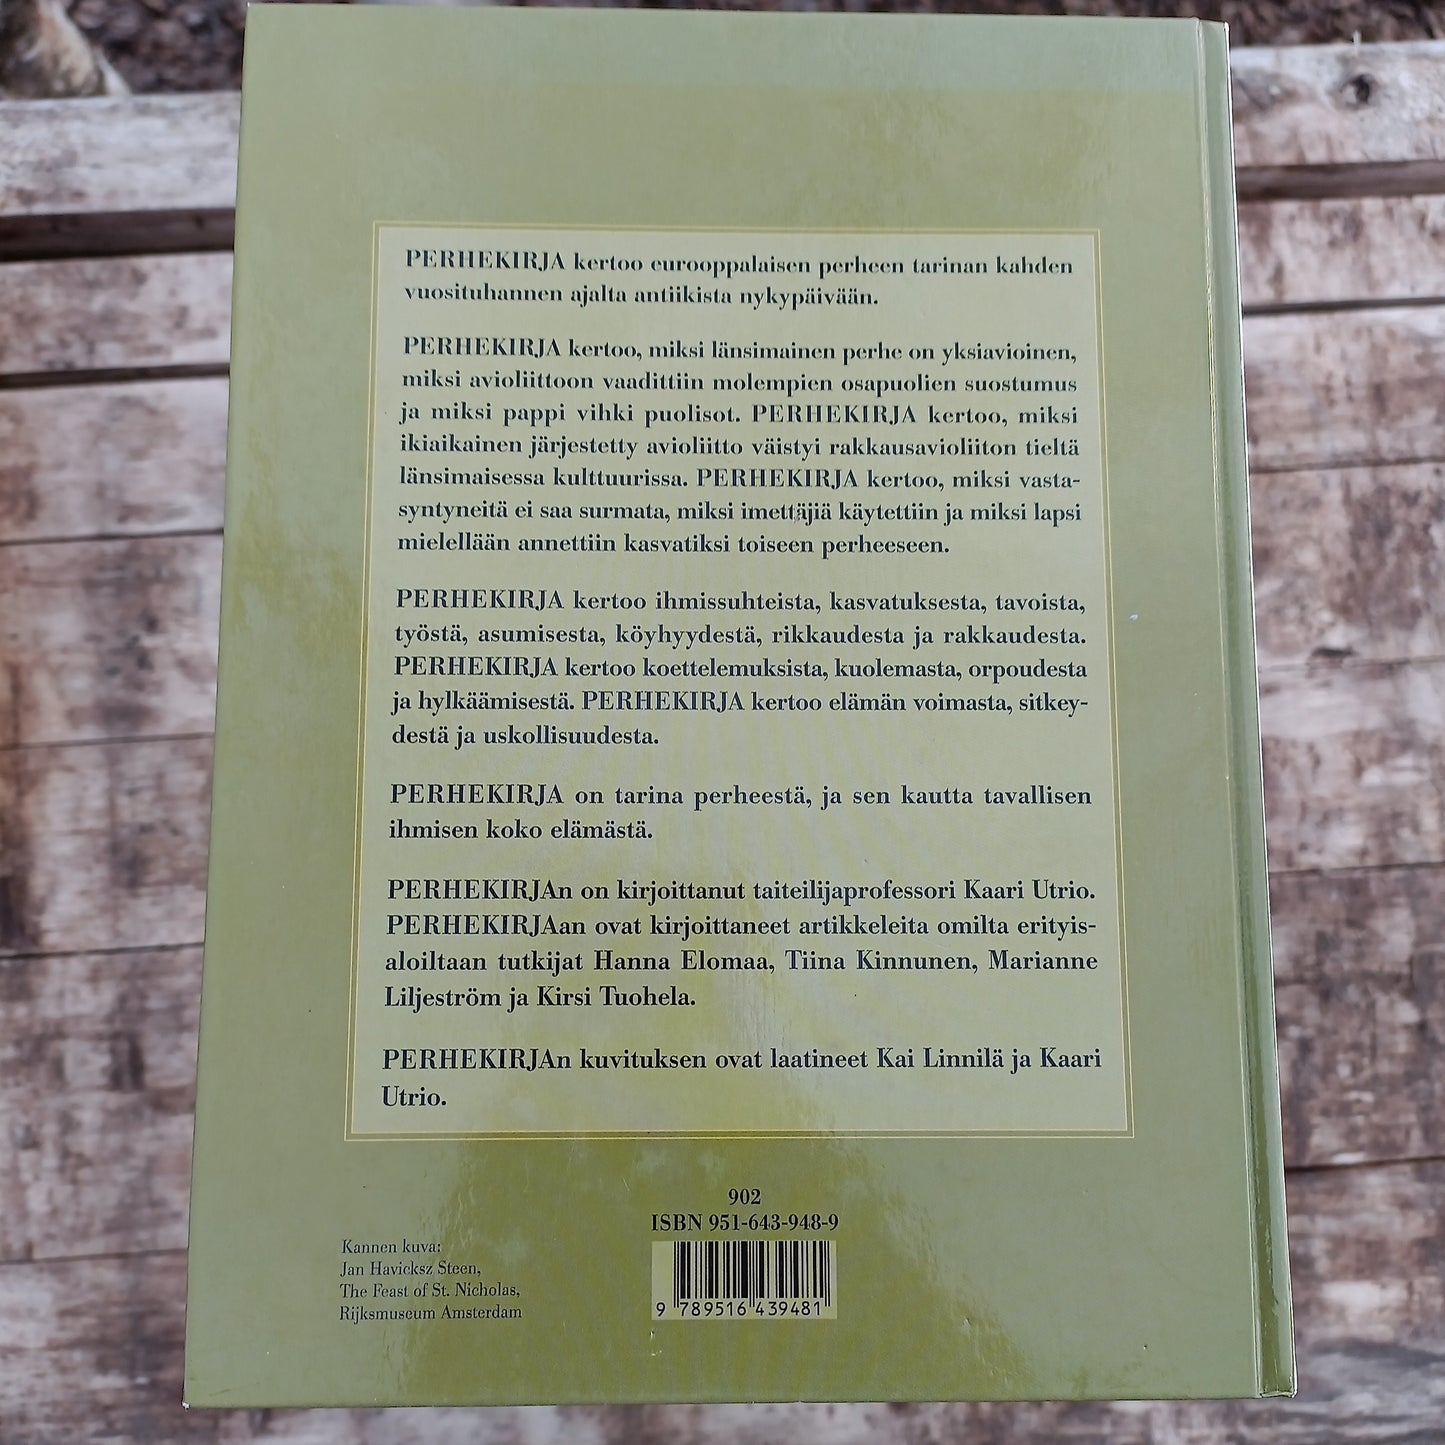 PERHEKIRJA kertoo eurooppalaisen perheen tarinan kahden
vuosituhannen ajalta antiikista nykypäivään.
PERHEKIRJA kertoo, miksi länsimainen perhe on yksiavioinen,
miksi avioliittoon vaadittiin molempien osapuolien suostumus
ja miksi pappi vihki puolisot. PERHEKIRJA kertoo, miksi
ikiaikainen järjestetty avioliitto väistyi rakkausavioliiton tieltä
länsimaisessa kulttuurissa. PERHEKIRJA kertoo, miksi vasta-
syntyneitä ei saa surmata, miksi imettäjiä käytettiin ja miksi lapsi
mielellään annettiin kasvatiksi toiseen perheeseen.
PERHEKIRJA kertoo ihmissuhteista, kasvatuksesta, tavoista,
työstä, asumisesta, köyhyydestä, rikkaudesta ja rakkaudesta.
PERHEKIRJA kertoo koettelemuksista, kuolemasta, orpoudesta
ja hylkäämisestä. PERHEKIRJA kertoo elämän voimasta, sitkey-
destä ja uskollisuudesta.
PERHEKIRJA on tarina perheestä, ja sen kautta tavallisen
ihmisen koko elämästä.
PERHEKIRJAn on kirjoittanut taiteilijaprofessori Kaari Utrio.
PERHEKIRJAan ovat kirjoittaneet artikkeleita omilta erityis-
aloiltaan tutkijat Hanna Elomaa, Tiina Kinnunen, Marianne
Liljeström ja Kirsi Tuohela.
PERHEKIRJAn kuvituksen ovat laatineet Kai Linnilä ja Kaari
Utrio.
902
ISBN 951-643-948-9
9 789516 439481
Kannen kuva:
Jan Havicksz Steen,
The Feast of St. Nicholas,
Rijksmuseum Amsterdam